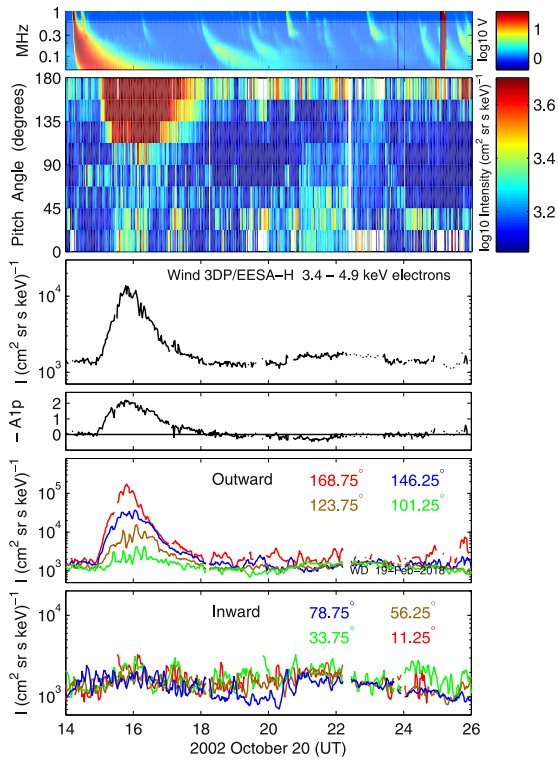 MHz
1
0.3
0.1
log10 V
1
0
Pitch Angle (degrees)
180
135
90
45
0
log10 Intensity (cm² sr s keV)⁻¹
3.6
3.4
3.2
I (cm² sr s keV)⁻¹
10⁴
10³
Wind 3DP/EESA−H 3.4 − 4.9 keV electrons
− A1p
2
1
0
I (cm² sr s keV)⁻¹
10⁵
10⁴
10³
Outward
168.75° 146.25°
123.75° 101.25°
WD 19−Feb−2018
I (cm² sr s keV)⁻¹
10⁴
10³
Inward
78.75° 56.25°
33.75° 11.25°
14 16 18 20 22 24 26
2002 October 20 (UT)